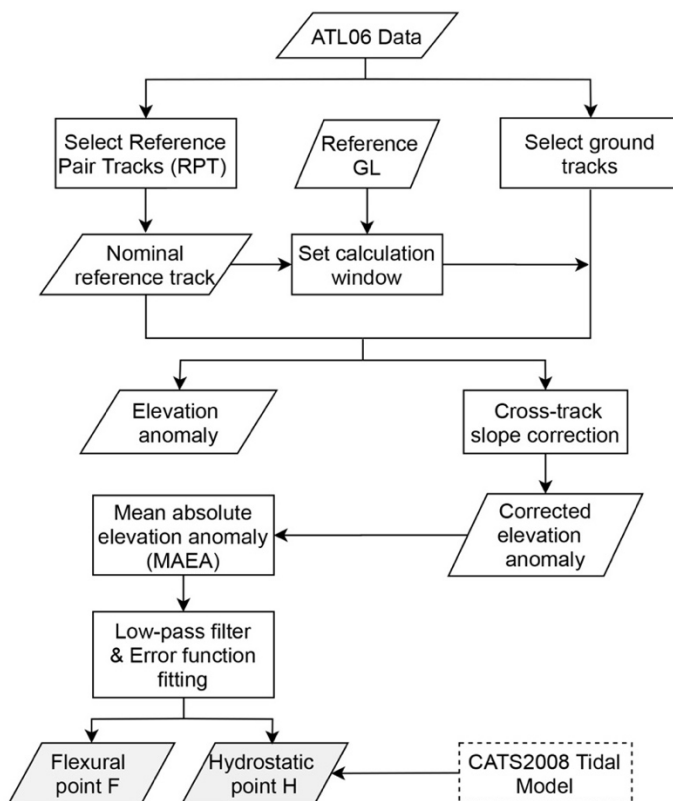 ATL06 Data
Select Reference
Pair Tracks (RPT)
Reference
GL
Select ground
tracks
Nominal
reference track
Set calculation
window
Elevation
anomaly
Cross-track
slope correction
Mean absolute
elevation anomaly
(MAEA)
Corrected
elevation
anomaly
Low-pass filter
& Error function
fitting
Flexural
point F
Hydrostatic
point H
CATS2008 Tidal
Model